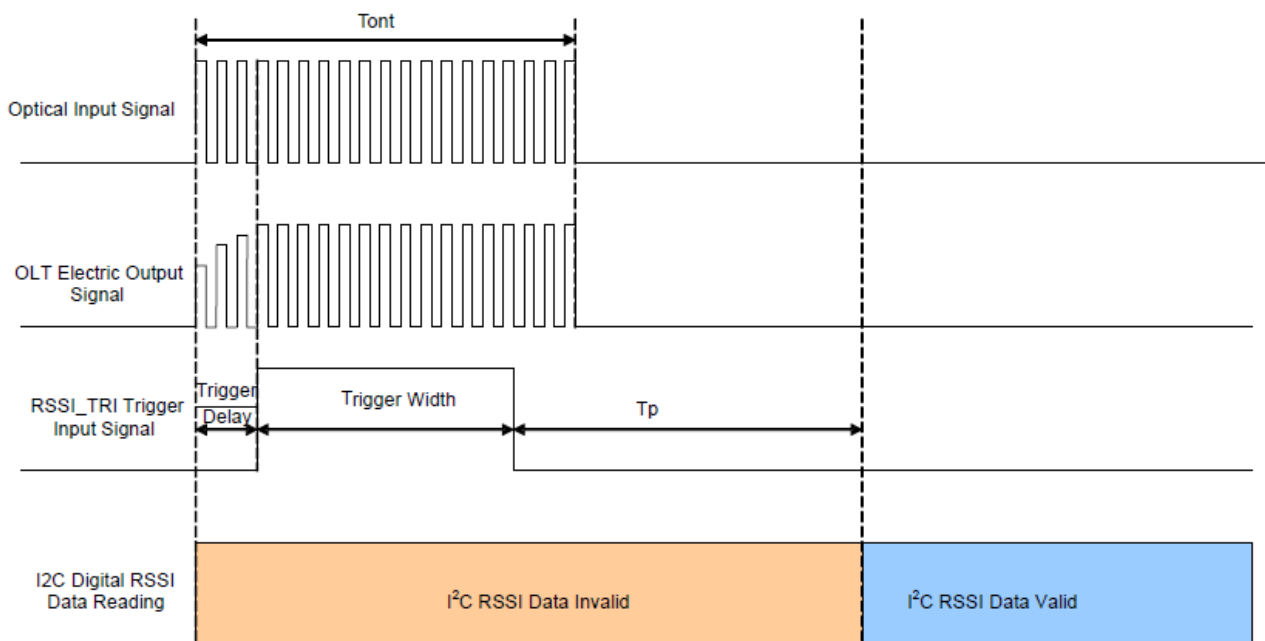 Tont
Optical Input Signal
OLT Electric Output
Signal
RSSI_TRI Trigger
Input Signal
Trigger
Delay
Trigger Width
Tp
I2C Digital RSSI
Data Reading
I²C RSSI Data Invalid
I²C RSSI Data Valid